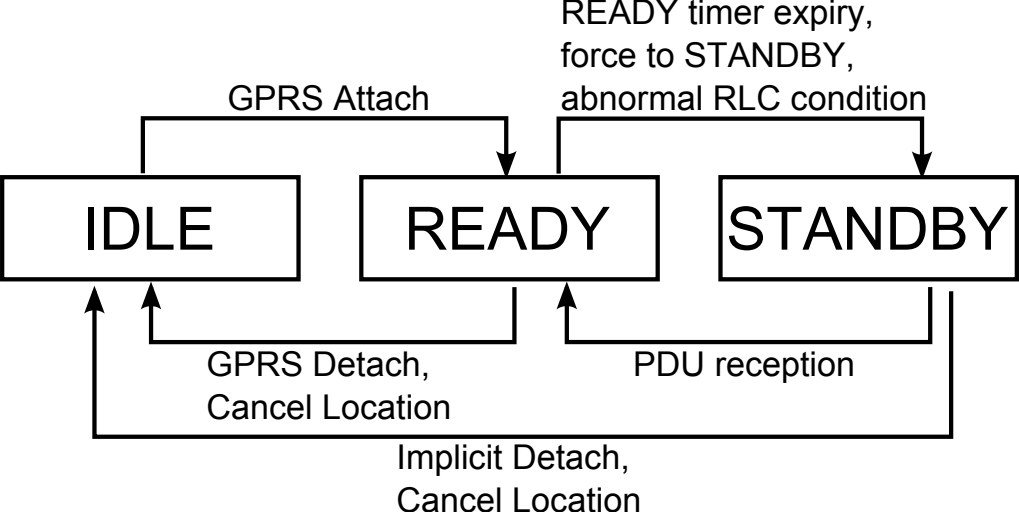 READY timer expiry,
force to STANDBY,
abnormal RLC condition
GPRS Attach
IDLE
READY
STANDBY
GPRS Detach,
Cancel Location
PDU reception
Implicit Detach,
Cancel Location